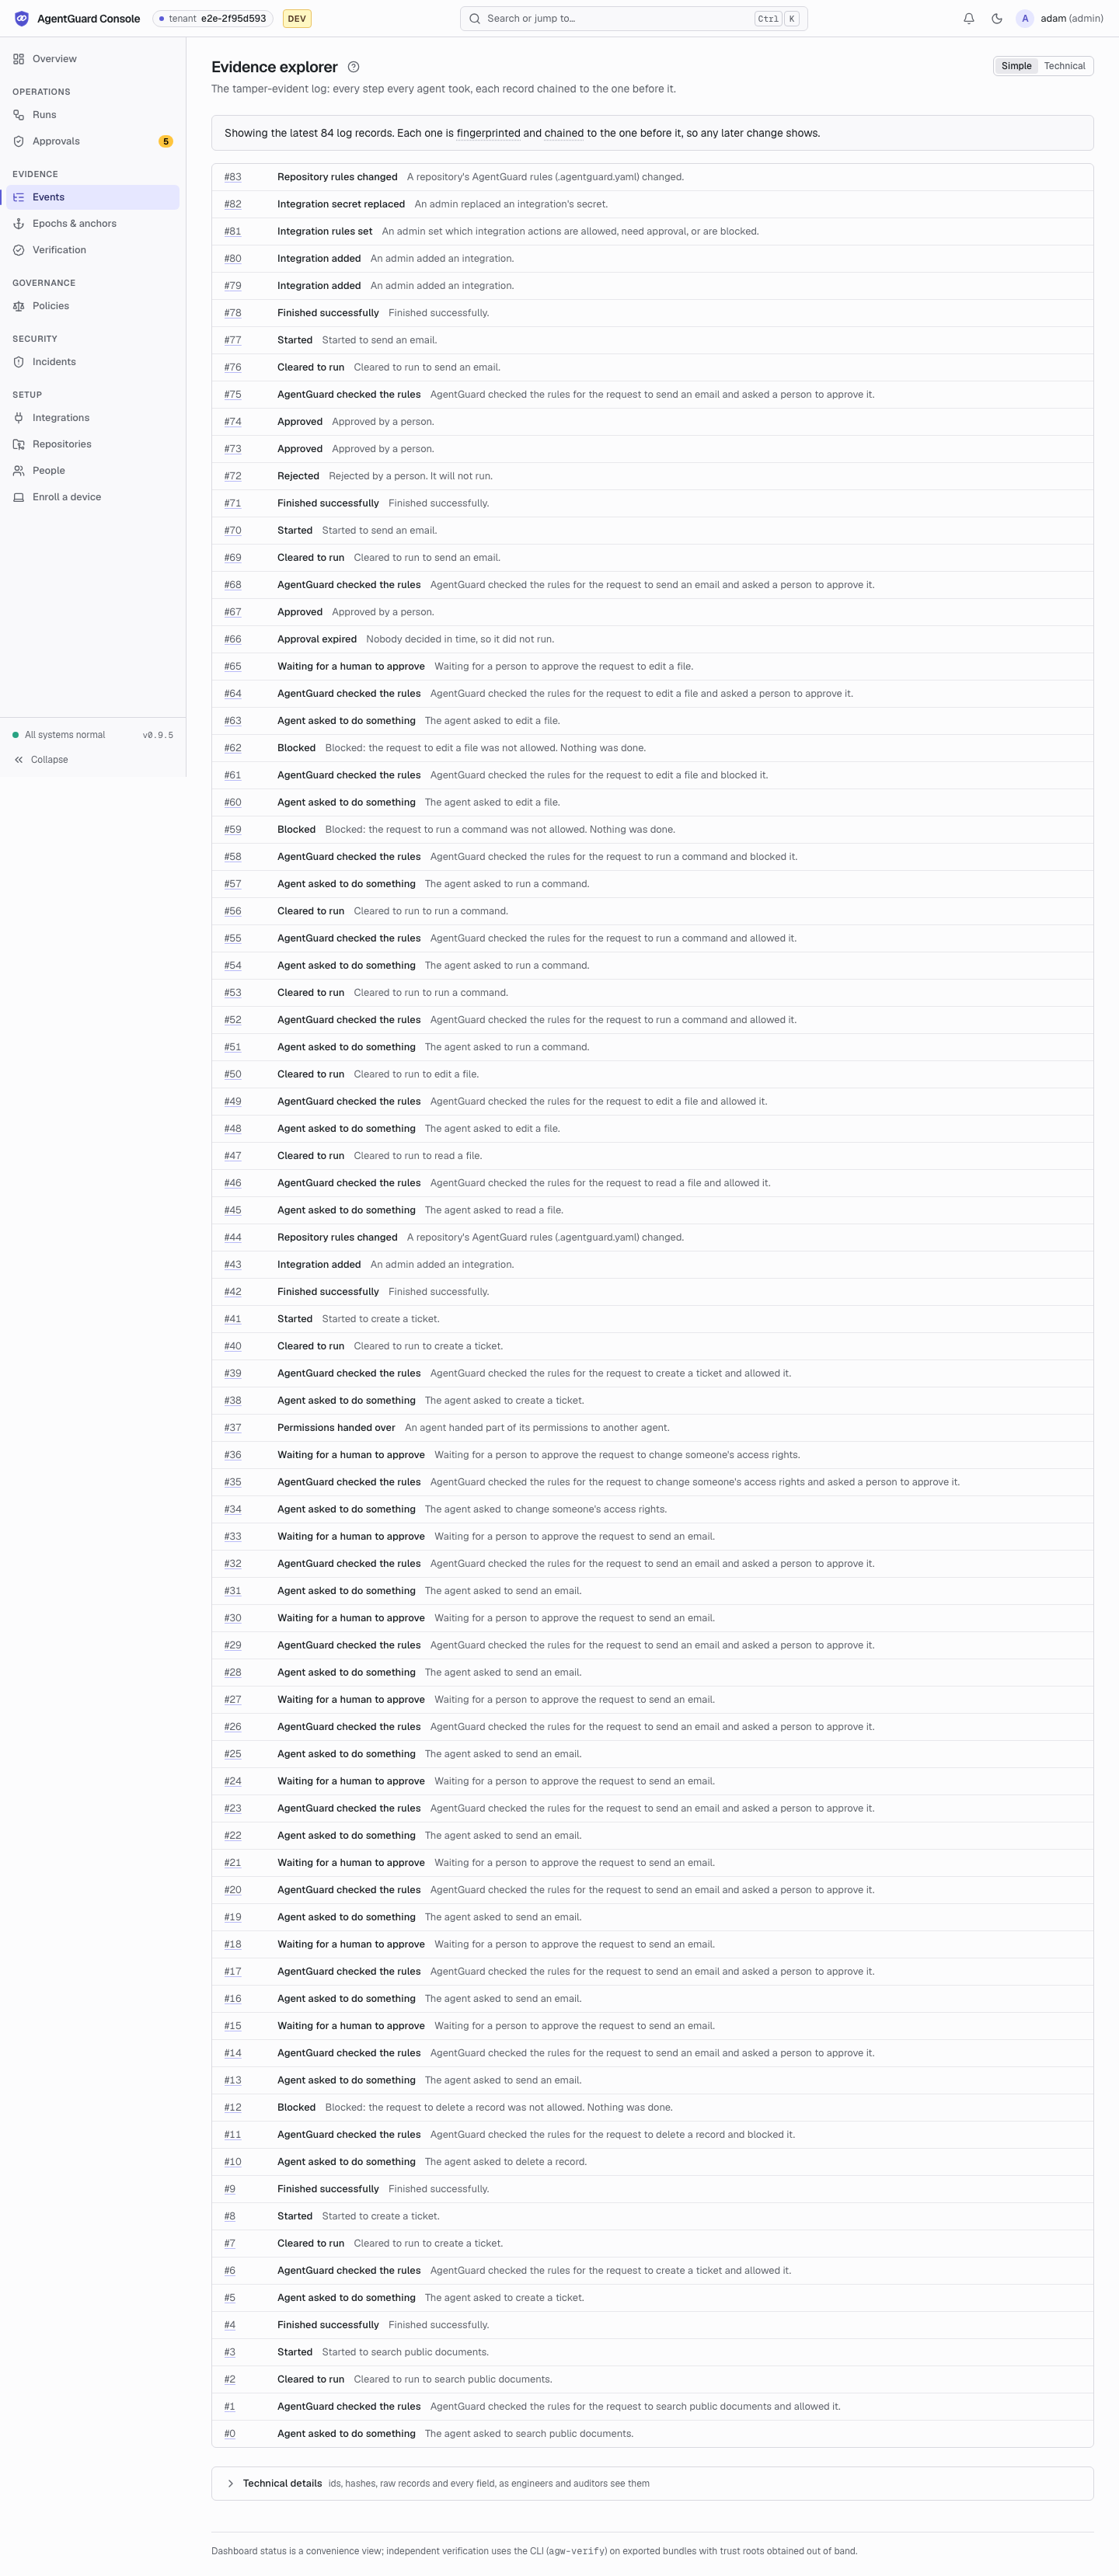 AgentGuard Console tenant e2e-2f95d593 DEV Search or jump to... Ctrl K A adam (admin)
Overview
OPERATIONS
Runs
Approvals 5
EVIDENCE
Events
Epochs & anchors
Verification
GOVERNANCE
Policies
SECURITY
Incidents
SETUP
Integrations
Repositories
People
Enroll a device
All systems normal v0.9.5
Collapse
Evidence explorer Simple Technical
The tamper-evident log: every step every agent took, each record chained to the one before it.
Showing the latest 84 log records. Each one is fingerprinted and chained to the one before it, so any later change shows.
#83 Repository rules changed A repository's AgentGuard rules (.agentguard.yaml) changed.
#82 Integration secret replaced An admin replaced an integration's secret.
#81 Integration rules set An admin set which integration actions are allowed, need approval, or are blocked.
#80 Integration added An admin added an integration.
#79 Integration added An admin added an integration.
#78 Finished successfully Finished successfully.
#77 Started Started to send an email.
#76 Cleared to run Cleared to run to send an email.
#75 AgentGuard checked the rules AgentGuard checked the rules for the request to send an email and asked a person to approve it.
#74 Approved Approved by a person.
#73 Approved Approved by a person.
#72 Rejected Rejected by a person. It will not run.
#71 Finished successfully Finished successfully.
#70 Started Started to send an email.
#69 Cleared to run Cleared to run to send an email.
#68 AgentGuard checked the rules AgentGuard checked the rules for the request to send an email and asked a person to approve it.
#67 Approved Approved by a person.
#66 Approval expired Nobody decided in time, so it did not run.
#65 Waiting for a human to approve Waiting for a person to approve the request to edit a file.
#64 AgentGuard checked the rules AgentGuard checked the rules for the request to edit a file and asked a person to approve it.
#63 Agent asked to do something The agent asked to edit a file.
#62 Blocked Blocked: the request to edit a file was not allowed. Nothing was done.
#61 AgentGuard checked the rules AgentGuard checked the rules for the request to edit a file and blocked it.
#60 Agent asked to do something The agent asked to edit a file.
#59 Blocked Blocked: the request to run a command was not allowed. Nothing was done.
#58 AgentGuard checked the rules AgentGuard checked the rules for the request to run a command and blocked it.
#57 Agent asked to do something The agent asked to run a command.
#56 Cleared to run Cleared to run to run a command.
#55 AgentGuard checked the rules AgentGuard checked the rules for the request to run a command and allowed it.
#54 Agent asked to do something The agent asked to run a command.
#53 Cleared to run Cleared to run to run a command.
#52 AgentGuard checked the rules AgentGuard checked the rules for the request to run a command and allowed it.
#51 Agent asked to do something The agent asked to run a command.
#50 Cleared to run Cleared to run to edit a file.
#49 AgentGuard checked the rules AgentGuard checked the rules for the request to edit a file and allowed it.
#48 Agent asked to do something The agent asked to edit a file.
#47 Cleared to run Cleared to run to read a file.
#46 AgentGuard checked the rules AgentGuard checked the rules for the request to read a file and allowed it.
#45 Agent asked to do something The agent asked to read a file.
#44 Repository rules changed A repository's AgentGuard rules (.agentguard.yaml) changed.
#43 Integration added An admin added an integration.
#42 Finished successfully Finished successfully.
#41 Started Started to create a ticket.
#40 Cleared to run Cleared to run to create a ticket.
#39 AgentGuard checked the rules AgentGuard checked the rules for the request to create a ticket and allowed it.
#38 Agent asked to do something The agent asked to create a ticket.
#37 Permissions handed over An agent handed part of its permissions to another agent.
#36 Waiting for a human to approve Waiting for a person to approve the request to change someone's access rights.
#35 AgentGuard checked the rules AgentGuard checked the rules for the request to change someone's access rights and asked a person to approve it.
#34 Agent asked to do something The agent asked to change someone's access rights.
#33 Waiting for a human to approve Waiting for a person to approve the request to send an email.
#32 AgentGuard checked the rules AgentGuard checked the rules for the request to send an email and asked a person to approve it.
#31 Agent asked to do something The agent asked to send an email.
#30 Waiting for a human to approve Waiting for a person to approve the request to send an email.
#29 AgentGuard checked the rules AgentGuard checked the rules for the request to send an email and asked a person to approve it.
#28 Agent asked to do something The agent asked to send an email.
#27 Waiting for a human to approve Waiting for a person to approve the request to send an email.
#26 AgentGuard checked the rules AgentGuard checked the rules for the request to send an email and asked a person to approve it.
#25 Agent asked to do something The agent asked to send an email.
#24 Waiting for a human to approve Waiting for a person to approve the request to send an email.
#23 AgentGuard checked the rules AgentGuard checked the rules for the request to send an email and asked a person to approve it.
#22 Agent asked to do something The agent asked to send an email.
#21 Waiting for a human to approve Waiting for a person to approve the request to send an email.
#20 AgentGuard checked the rules AgentGuard checked the rules for the request to send an email and asked a person to approve it.
#19 Agent asked to do something The agent asked to send an email.
#18 Waiting for a human to approve Waiting for a person to approve the request to send an email.
#17 AgentGuard checked the rules AgentGuard checked the rules for the request to send an email and asked a person to approve it.
#16 Agent asked to do something The agent asked to send an email.
#15 Waiting for a human to approve Waiting for a person to approve the request to send an email.
#14 AgentGuard checked the rules AgentGuard checked the rules for the request to send an email and asked a person to approve it.
#13 Agent asked to do something The agent asked to send an email.
#12 Blocked Blocked: the request to delete a record was not allowed. Nothing was done.
#11 AgentGuard checked the rules AgentGuard checked the rules for the request to delete a record and blocked it.
#10 Agent asked to do something The agent asked to delete a record.
#9 Finished successfully Finished successfully.
#8 Started Started to create a ticket.
#7 Cleared to run Cleared to run to create a ticket.
#6 AgentGuard checked the rules AgentGuard checked the rules for the request to create a ticket and allowed it.
#5 Agent asked to do something The agent asked to create a ticket.
#4 Finished successfully Finished successfully.
#3 Started Started to search public documents.
#2 Cleared to run Cleared to run to search public documents.
#1 AgentGuard checked the rules AgentGuard checked the rules for the request to search public documents and allowed it.
#0 Agent asked to do something The agent asked to search public documents.
Technical details ids, hashes, raw records and every field, as engineers and auditors see them
Dashboard status is a convenience view; independent verification uses the CLI (agw-verify) on exported bundles with trust roots obtained out of band.